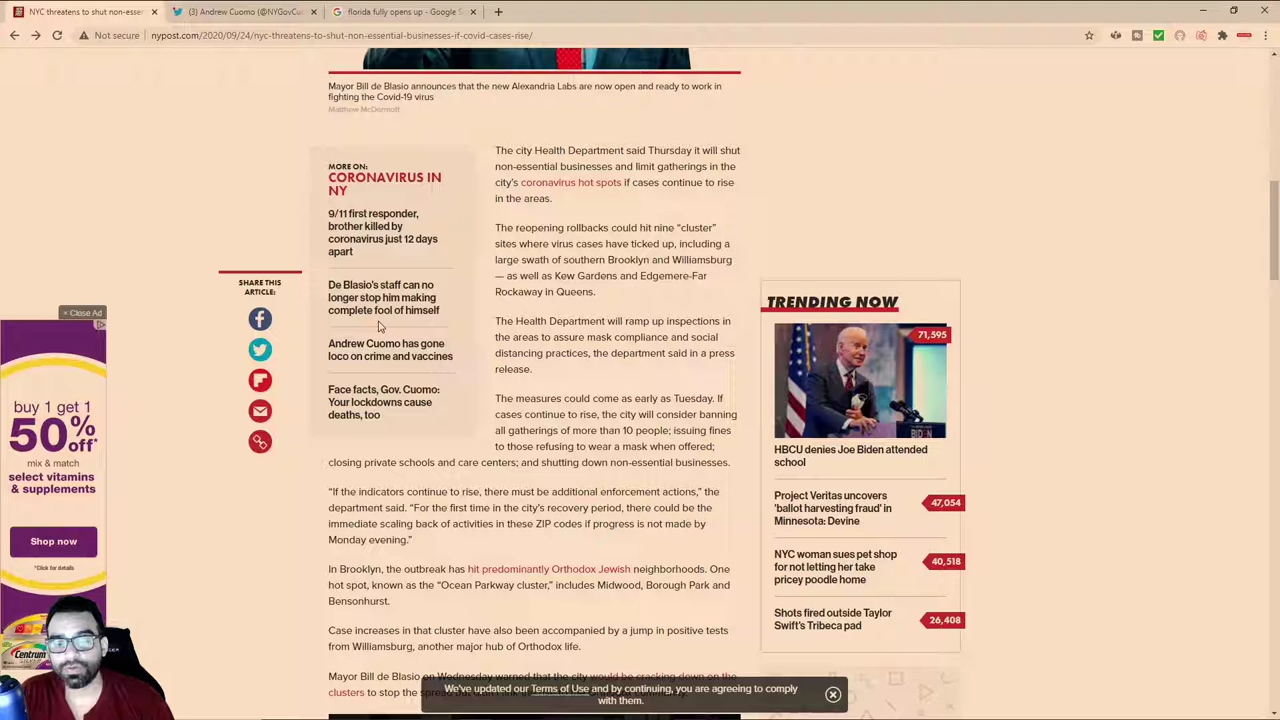 NYC threatens to shut non-esser
(3) Andrew Cuomo (@NYGovCu
florida fully opens up - Google S
Not secure
nypost.com/2020/09/24/nyc-threatens-to-shut-non-essential-businesses-if-covid-cases-rise/
Mayor Bill de Blasio announces that the new Alexandria Labs are now open and ready to work in
fighting the Covid-19 virus
Matthew McDermott
SHARE THIS
ARTICLE:
MORE ON:
CORONAVIRUS IN
NY
9/11 first responder,
brother killed by
coronavirus just 12 days
apart
De Blasio's staff can no
longer stop him making
complete fool of himself
Andrew Cuomo has gone
loco on crime and vaccines
Face facts, Gov. Cuomo:
Your lockdowns cause
deaths, too
The city Health Department said Thursday it will shut
non-essential businesses and limit gatherings in the
city's coronavirus hot spots if cases continue to rise
in the areas.
The reopening rollbacks could hit nine “cluster”
sites where virus cases have ticked up, including a
large swath of southern Brooklyn and Williamsburg
— as well as Kew Gardens and Edgemere-Far
Rockaway in Queens.
The Health Department will ramp up inspections in
the areas to assure mask compliance and social
distancing practices, the department said in a press
release.
The measures could come as early as Tuesday. If
cases continue to rise, the city will consider banning
all gatherings of more than 10 people; issuing fines
to those refusing to wear a mask when offered;
closing private schools and care centers; and shutting down non-essential businesses.
“If the indicators continue to rise, there must be additional enforcement actions,” the
department said. “For the first time in the city's recovery period, there could be the
immediate scaling back of activities in these ZIP codes if progress is not made by
Monday evening.”
In Brooklyn, the outbreak has hit predominantly Orthodox Jewish neighborhoods. One
hot spot, known as the “Ocean Parkway cluster,” includes Midwood, Borough Park and
Bensonhurst.
Case increases in that cluster have also been accompanied by a jump in positive tests
from Williamsburg, another major hub of Orthodox life.
Mayor Bill de Blasio on Wednesday warned that the city would be cracking down on the
clusters to stop the
We've updated our Terms of Use and by continuing, you are agreeing to comply
with them.
TRENDING NOW
71,595
BIDEN
HBCU denies Joe Biden attended
school
Project Veritas uncovers
'ballot harvesting fraud' in
Minnesota: Devine
47,054
NYC woman sues pet shop
for not letting her take
pricey poodle home
40,518
Shots fired outside Taylor
Swift's Tribeca pad
26,408
× Close Ad
buy 1 get 1
50% off*
mix & match
select vitamins
& supplements
Shop now
*Click for details
Centrum